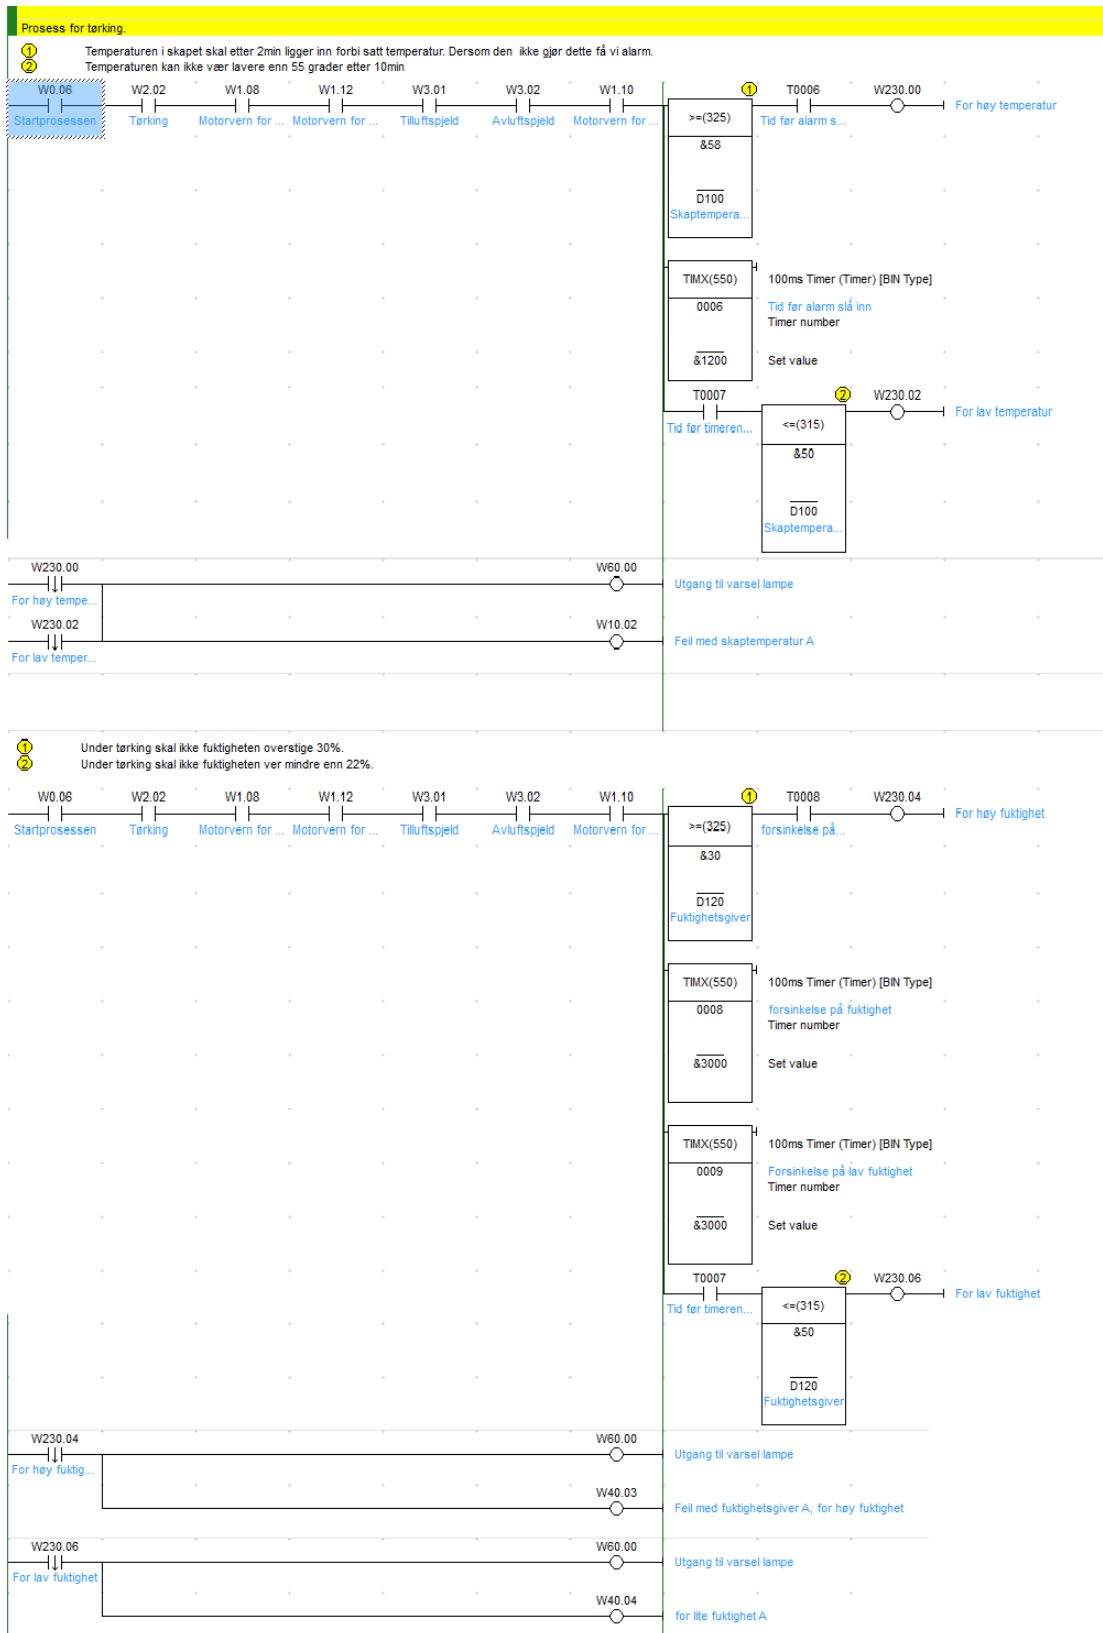 Prosess for tørking.
1 Temperaturen i skapet skal etter 2min ligger inn forbi satt temperatur. Dersom den ikke gjør dette få vi alarm.
2 Temperaturen kan ikke vær lavere enn 55 grader etter 10min
W0.06 W2.02 W1.08 W1.12 W3.01 W3.02 W1.10 1 T0006 W230.00
For høy temperatur
Startprosessen Tørking Motorvern for ... Motorvern for ... Tilluftspjeld Avluftspjeld Motorvern for ... >=(325) Tid før alarm s...
&58
D100
Skaptempera...
TIMX(550) 100ms Timer (Timer) [BIN Type]
0006 Tid før alarm slå inn
Timer number
&1200 Set value
T0007 2 W230.02
For lav temperatur
Tid før timeren... <=(315)
&50
D100
Skaptempera...
W230.00 W60.00
Utgang til varsel lampe
For høy tempe...
W230.02 W10.02
Feil med skaptemperatur A
For lav temper...
1 Under tørking skal ikke fuktigheten overstige 30%.
2 Under tørking skal ikke fuktigheten ver mindre enn 22%.
W0.06 W2.02 W1.08 W1.12 W3.01 W3.02 W1.10 1 T0008 W230.04
For høy fuktighet
Startprosessen Tørking Motorvern for ... Motorvern for ... Tilluftspjeld Avluftspjeld Motorvern for ... >=(325) forsinkelse på...
&30
D120
Fuktighetsgiver
TIMX(550) 100ms Timer (Timer) [BIN Type]
0008 forsinkelse på fuktighet
Timer number
&3000 Set value
TIMX(550) 100ms Timer (Timer) [BIN Type]
0009 Forsinkelse på lav fuktighet
Timer number
&3000 Set value
T0007 2 W230.06
For lav fuktighet
Tid før timeren... <=(315)
&50
D120
Fuktighetsgiver
W230.04 W60.00
Utgang til varsel lampe
For høy fuktig...
W40.03
Feil med fuktighetsgiver A, for høy fuktighet
W230.06 W60.00
Utgang til varsel lampe
For lav fuktighet
W40.04
for lite fuktighet A